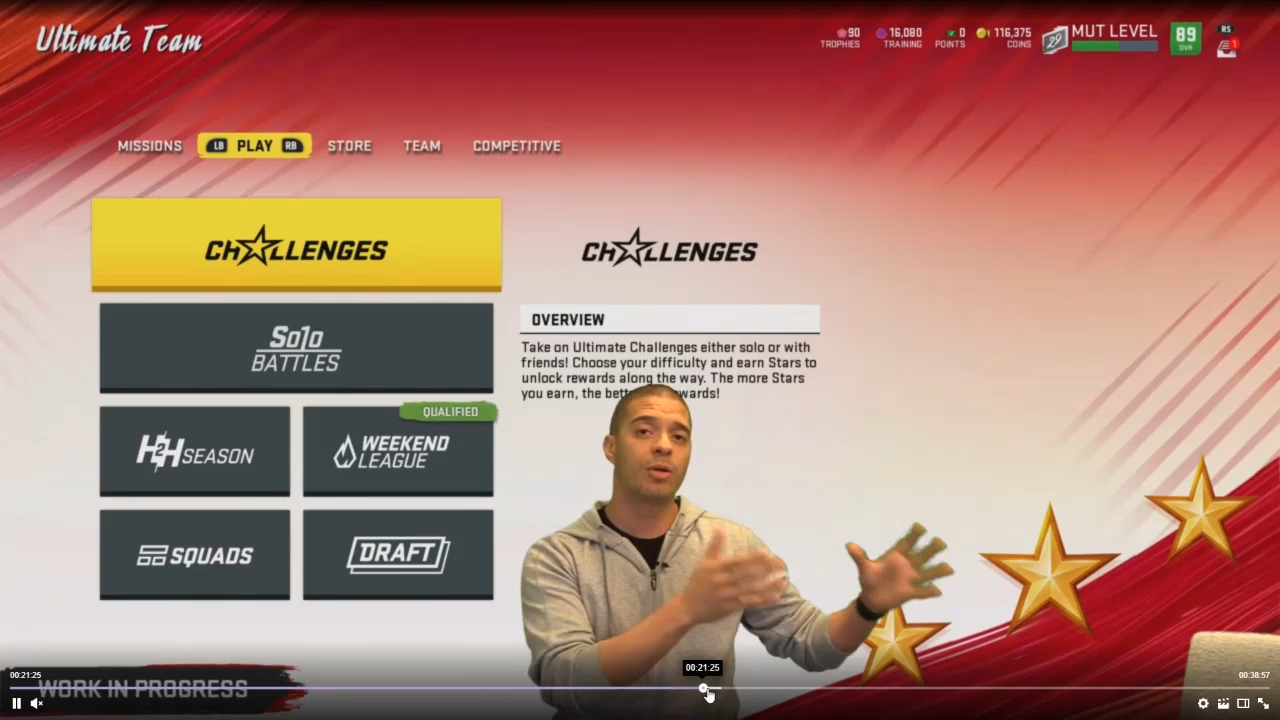 Ultimate Team
90
TROPHIES
16,080
TRAINING
0
POINTS
116,375
COINS
29
MUT LEVEL
89
OVR
RS
1
MISSIONS
LB PLAY RB
STORE
TEAM
COMPETITIVE
CHALLENGES
CHALLENGES
Solo
BATTLES
OVERVIEW
Take on Ultimate Challenges either solo or with
friends! Choose your difficulty and earn Stars to
unlock rewards along the way. The more Stars
you earn, the
QUALIFIED
H2H SEASON
WEEKEND
LEAGUE
SQUADS
DRAFT
00:21:25
00:21:25
00:38:57
WORK IN PROGRESS